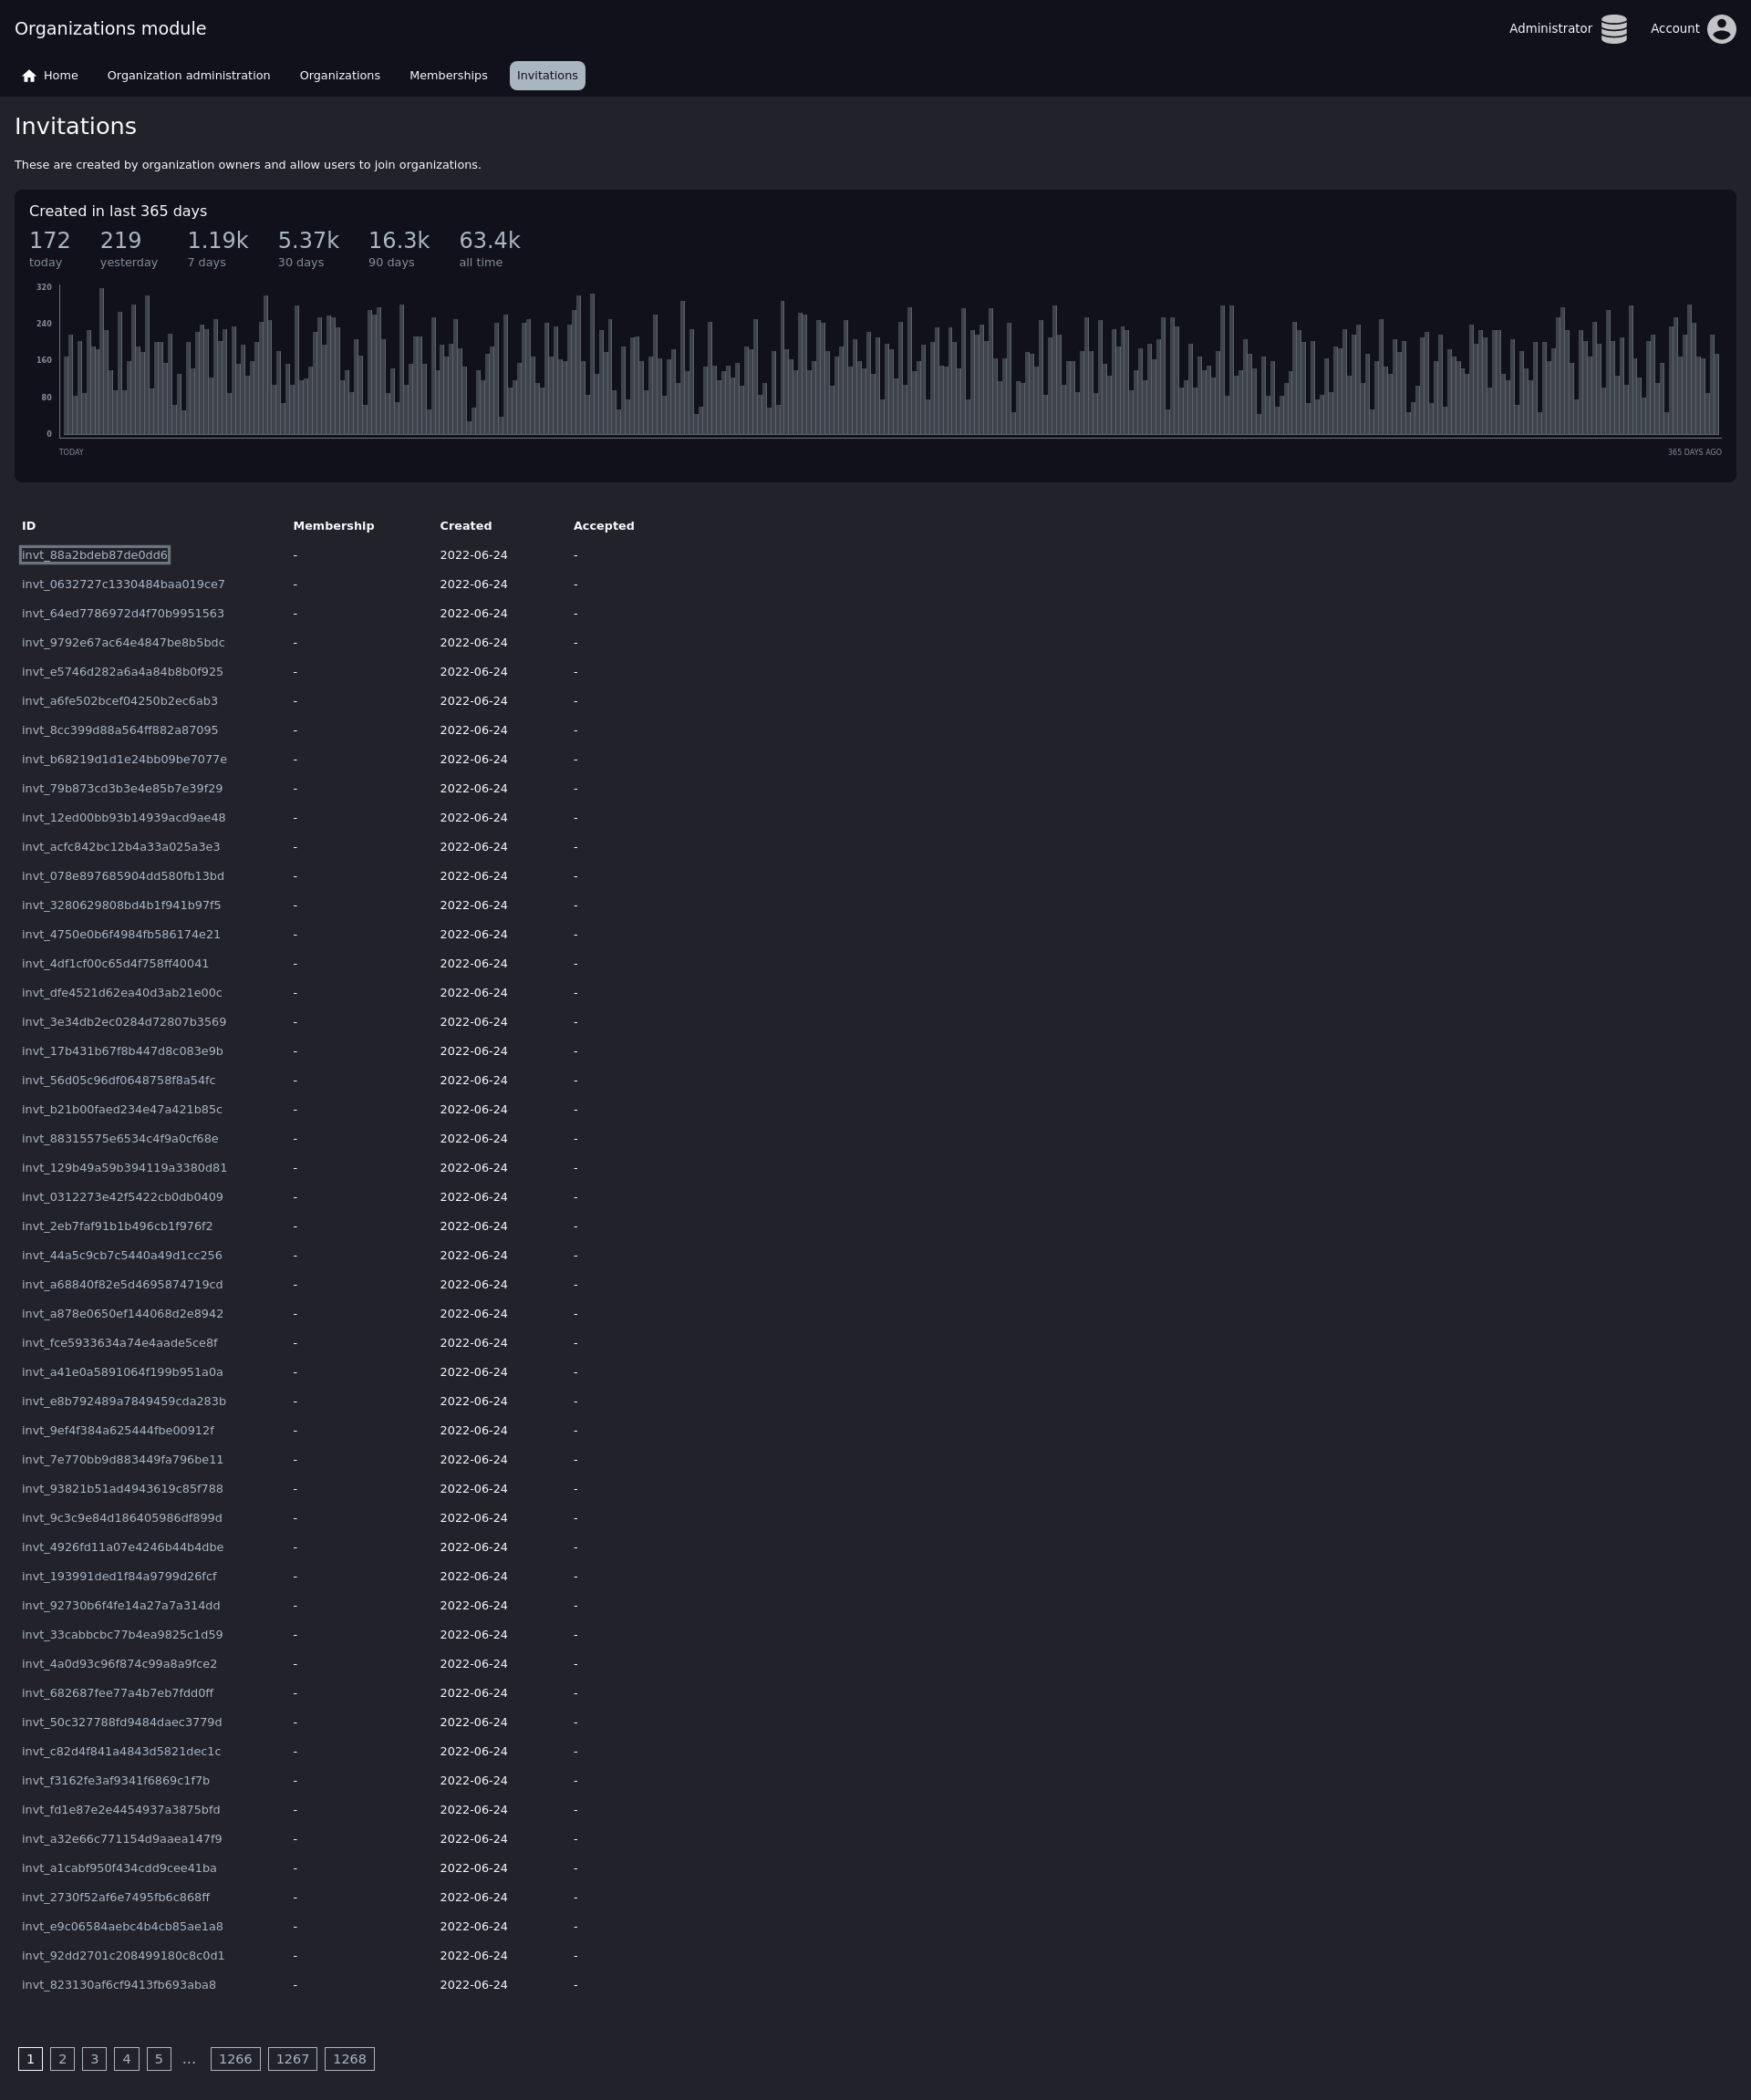 Organizations module
Administrator
Account
Home
Organization administration
Organizations
Memberships
Invitations
Invitations
These are created by organization owners and allow users to join organizations.
Created in last 365 days
172 219 1.19k 5.37k 16.3k 63.4k
today yesterday 7 days 30 days 90 days all time
320
240
160
80
0
TODAY 365 DAYS AGO
ID Membership Created Accepted
invt_88a2bdeb87de0dd6 - 2022-06-24 -
invt_0632727c1330484baa019ce7 - 2022-06-24 -
invt_64ed7786972d4f70b9951563 - 2022-06-24 -
invt_9792e67ac64e4847be8b5bdc - 2022-06-24 -
invt_e5746d282a6a4a84b8b0f925 - 2022-06-24 -
invt_a6fe502bcef04250b2ec6ab3 - 2022-06-24 -
invt_8cc399d88a564ff882a87095 - 2022-06-24 -
invt_b68219d1d1e24bb09be7077e - 2022-06-24 -
invt_79b873cd3b3e4e85b7e39f29 - 2022-06-24 -
invt_12ed00bb93b14939acd9ae48 - 2022-06-24 -
invt_acfc842bc12b4a33a025a3e3 - 2022-06-24 -
invt_078e897685904dd580fb13bd - 2022-06-24 -
invt_3280629808bd4b1f941b97f5 - 2022-06-24 -
invt_4750e0b6f4984fb586174e21 - 2022-06-24 -
invt_4df1cf00c65d4f758ff40041 - 2022-06-24 -
invt_dfe4521d62ea40d3ab21e00c - 2022-06-24 -
invt_3e34db2ec0284d72807b3569 - 2022-06-24 -
invt_17b431b67f8b447d8c083e9b - 2022-06-24 -
invt_56d05c96df0648758f8a54fc - 2022-06-24 -
invt_b21b00faed234e47a421b85c - 2022-06-24 -
invt_88315575e6534c4f9a0cf68e - 2022-06-24 -
invt_129b49a59b394119a3380d81 - 2022-06-24 -
invt_0312273e42f5422cb0db0409 - 2022-06-24 -
invt_2eb7faf91b1b496cb1f976f2 - 2022-06-24 -
invt_44a5c9cb7c5440a49d1cc256 - 2022-06-24 -
invt_a68840f82e5d4695874719cd - 2022-06-24 -
invt_a878e0650ef144068d2e8942 - 2022-06-24 -
invt_fce5933634a74e4aade5ce8f - 2022-06-24 -
invt_a41e0a5891064f199b951a0a - 2022-06-24 -
invt_e8b792489a7849459cda283b - 2022-06-24 -
invt_9ef4f384a625444fbe00912f - 2022-06-24 -
invt_7e770bb9d883449fa796be11 - 2022-06-24 -
invt_93821b51ad4943619c85f788 - 2022-06-24 -
invt_9c3c9e84d186405986df899d - 2022-06-24 -
invt_4926fd11a07e4246b44b4dbe - 2022-06-24 -
invt_193991ded1f84a9799d26fcf - 2022-06-24 -
invt_92730b6f4fe14a27a7a314dd - 2022-06-24 -
invt_33cabbcbc77b4ea9825c1d59 - 2022-06-24 -
invt_4a0d93c96f874c99a8a9fce2 - 2022-06-24 -
invt_682687fee77a4b7eb7fdd0ff - 2022-06-24 -
invt_50c327788fd9484daec3779d - 2022-06-24 -
invt_c82d4f841a4843d5821dec1c - 2022-06-24 -
invt_f3162fe3af9341f6869c1f7b - 2022-06-24 -
invt_fd1e87e2e4454937a3875bfd - 2022-06-24 -
invt_a32e66c771154d9aaea147f9 - 2022-06-24 -
invt_a1cabf950f434cdd9cee41ba - 2022-06-24 -
invt_2730f52af6e7495fb6c868ff - 2022-06-24 -
invt_e9c06584aebc4b4cb85ae1a8 - 2022-06-24 -
invt_92dd2701c208499180c8c0d1 - 2022-06-24 -
invt_823130af6cf9413fb693aba8 - 2022-06-24 -
1 2 3 4 5 ... 1266 1267 1268